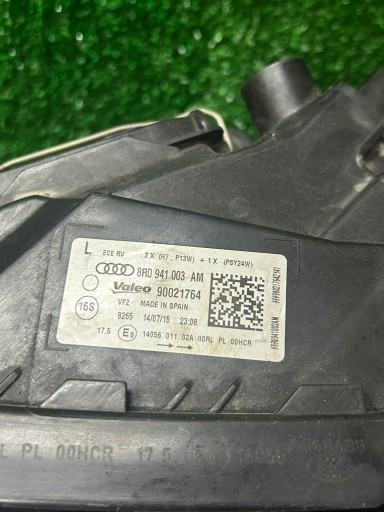 L ECE RV 2 X (H7 , P13W) + 1 X (PSY24W)
8R0 941 003 AM
Valeo 90021764
16S VF2 MADE IN SPAIN
8265 14/07/15 23:08
17,5 E9 14056 011 02A 00RL PL 00HCR
L PL 00HCR 17 5